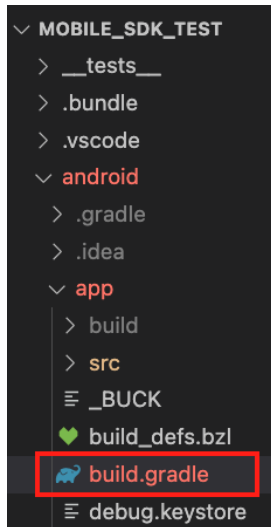 MOBILE_SDK_TEST
__tests__
.bundle
.vscode
android
.gradle
.idea
app
build
src
_BUCK
build_defs.bzl
build.gradle
debug.keystore